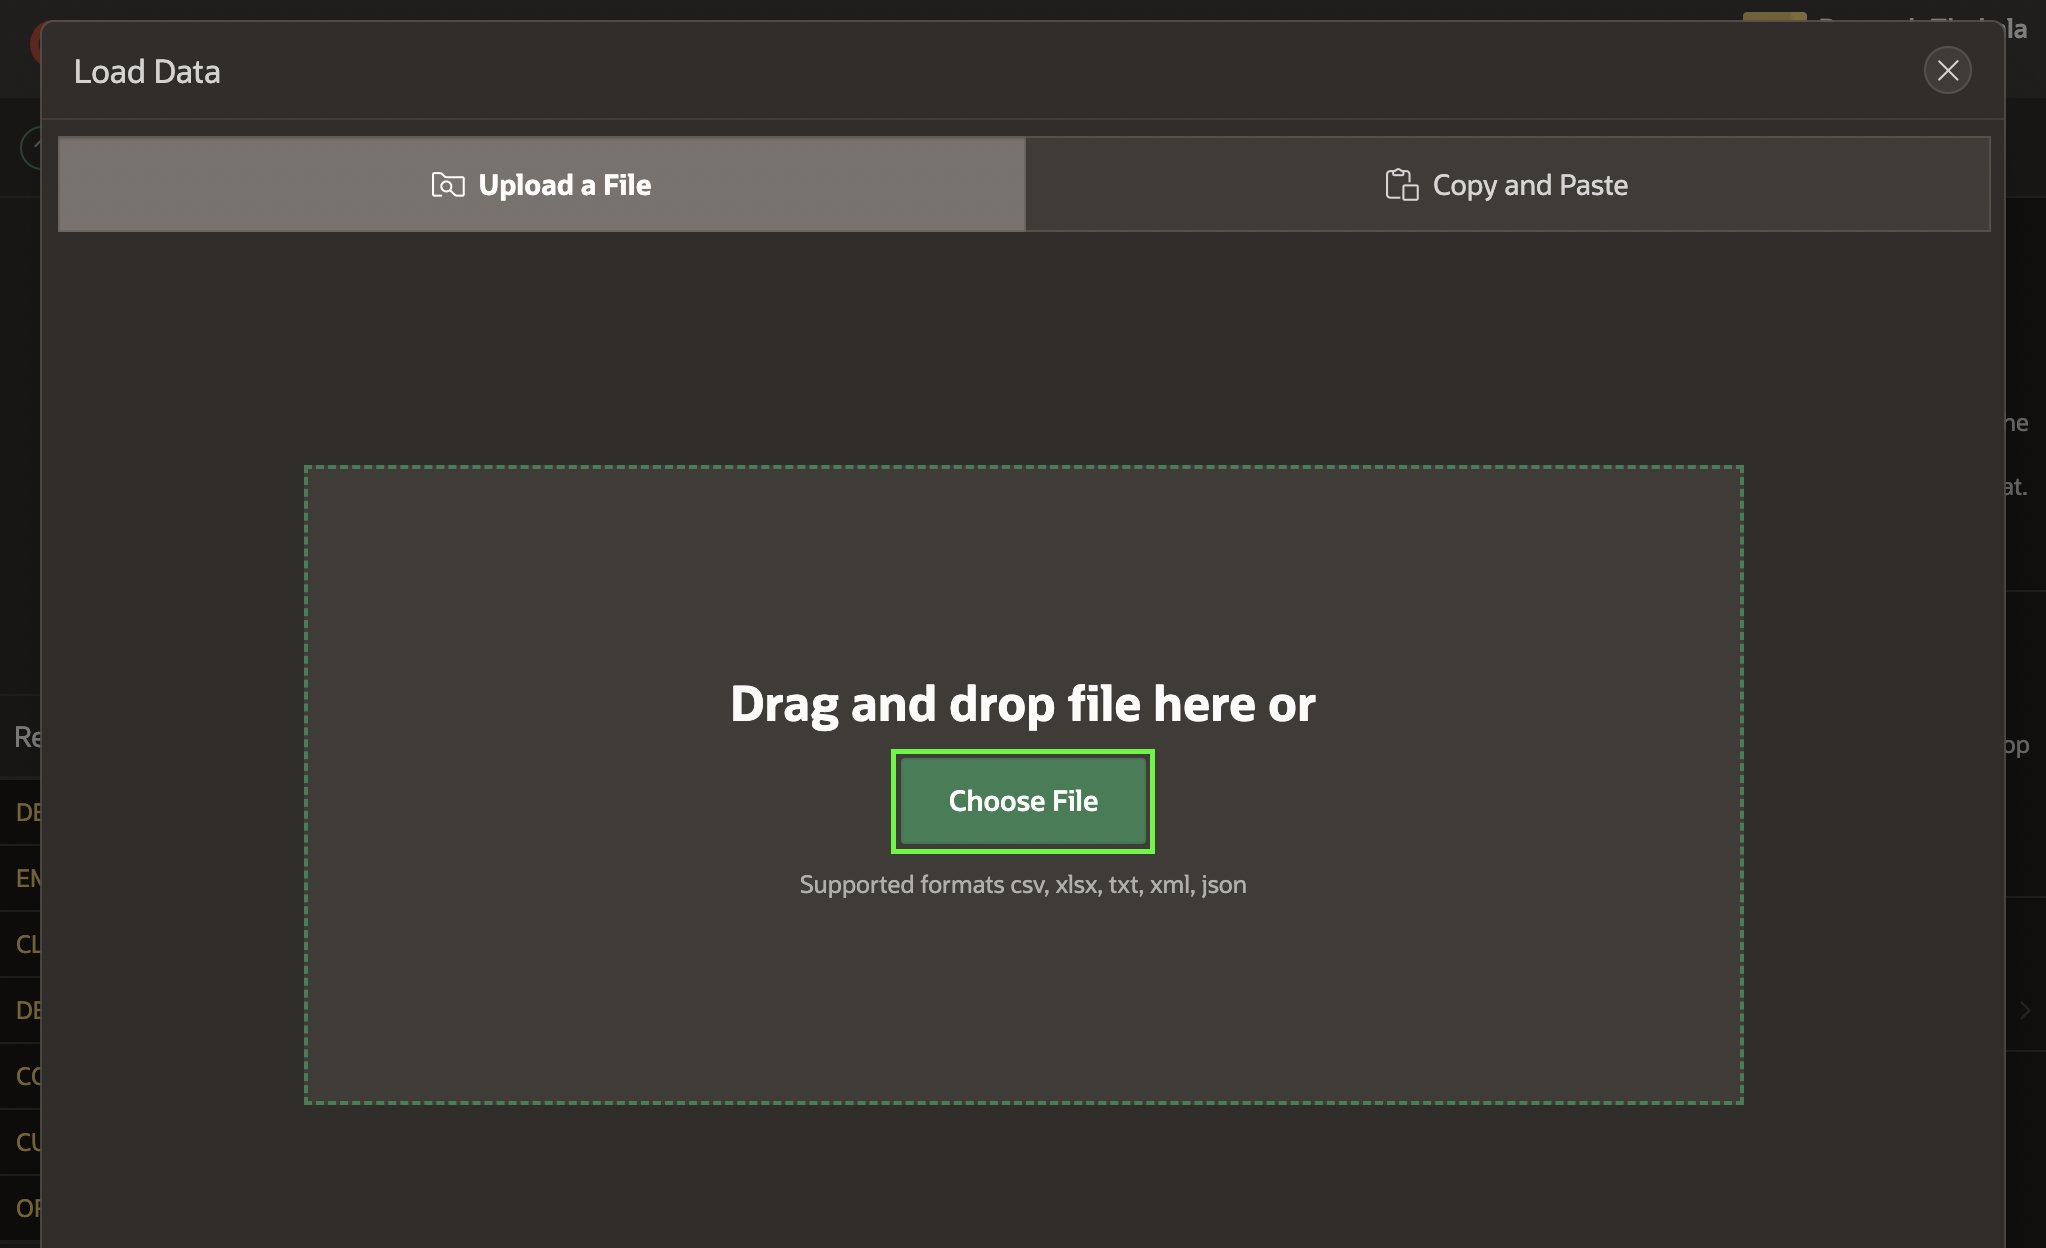 Load Data
Upload a File
Copy and Paste
Drag and drop file here or
Choose File
Supported formats csv, xlsx, txt, xml, json